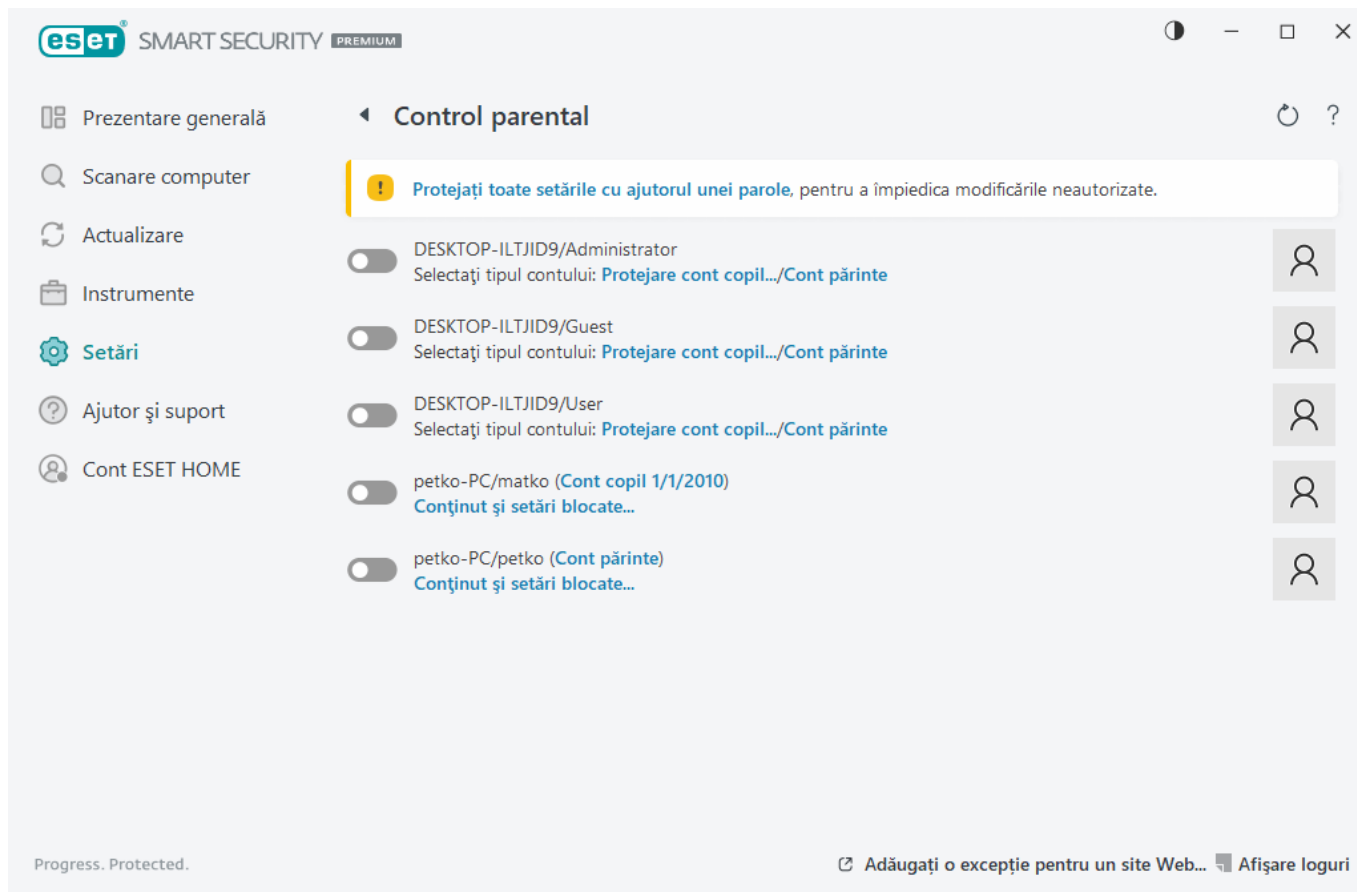 eset® SMART SECURITY PREMIUM
Prezentare generală
Scanare computer
Actualizare
Instrumente
Setări
Ajutor şi suport
Cont ESET HOME
Control parental
?
! Protejați toate setările cu ajutorul unei parole, pentru a împiedica modificările neautorizate.
DESKTOP-ILTJID9/Administrator
Selectaţi tipul contului: Protejare cont copil.../Cont părinte
DESKTOP-ILTJID9/Guest
Selectaţi tipul contului: Protejare cont copil.../Cont părinte
DESKTOP-ILTJID9/User
Selectaţi tipul contului: Protejare cont copil.../Cont părinte
petko-PC/matko (Cont copil 1/1/2010)
Conţinut şi setări blocate...
petko-PC/petko (Cont părinte)
Conţinut şi setări blocate...
Progress. Protected.
Adăugați o excepție pentru un site Web... Afişare loguri